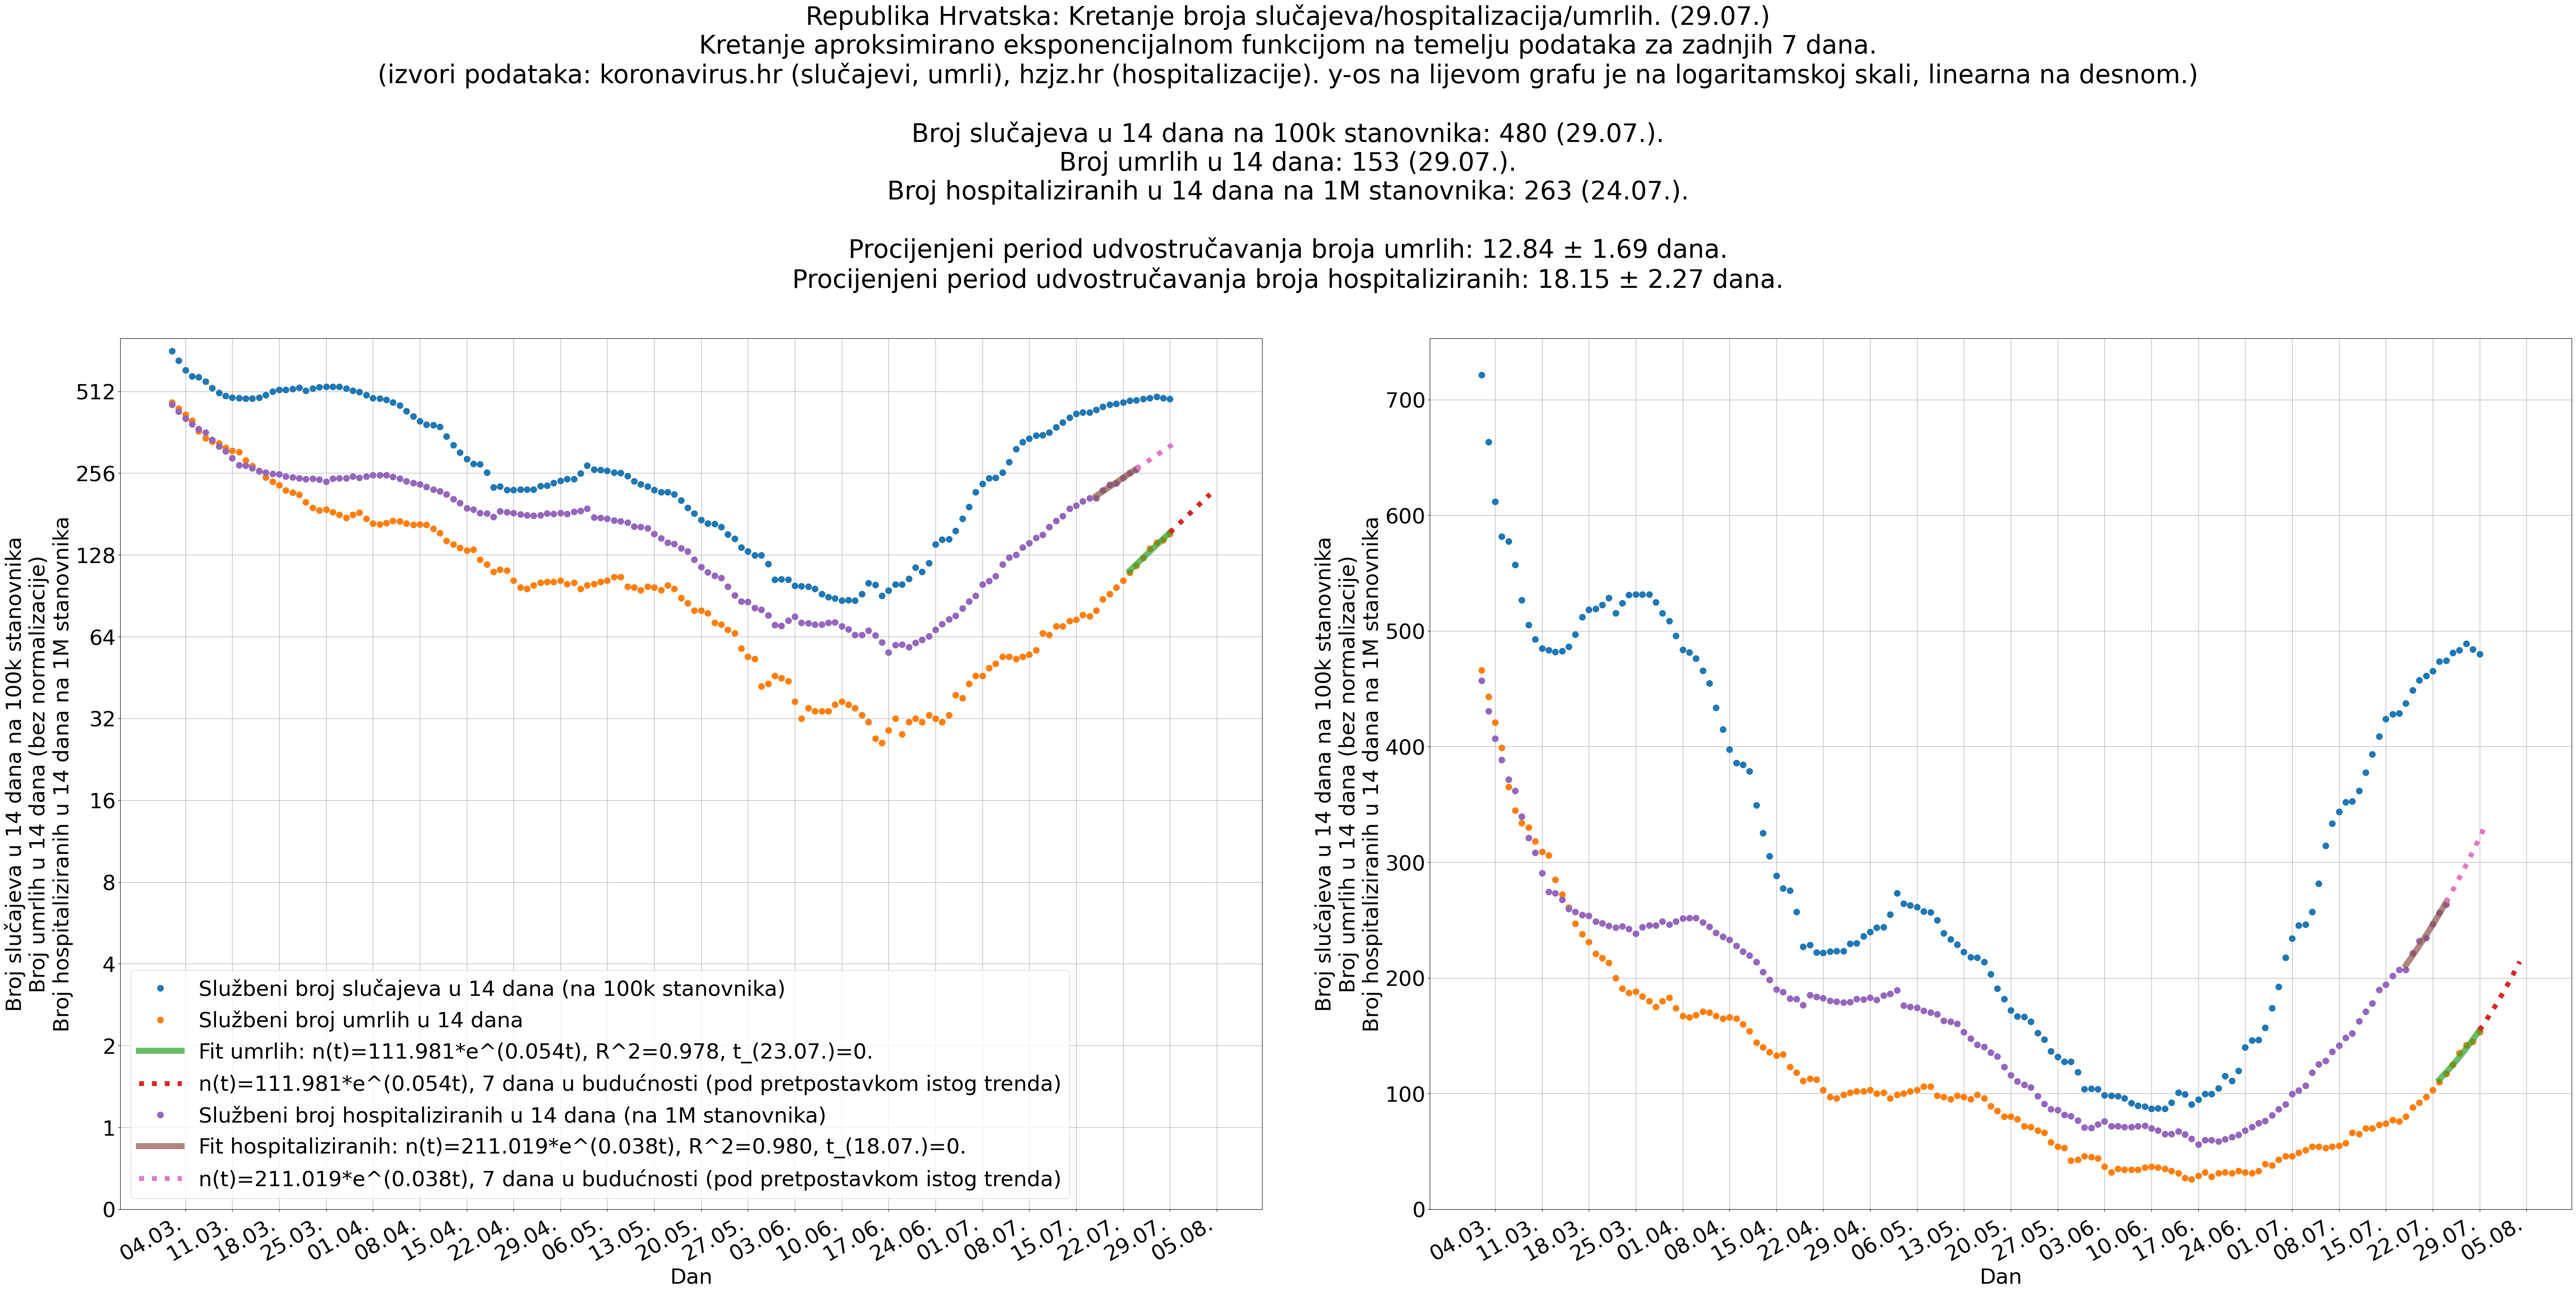 Republika Hrvatska: Kretanje broja slučajeva/hospitalizacija/umrlih. (29.07.)
Kretanje aproksimirano eksponencijalnom funkcijom na temelju podataka za zadnjih 7 dana.
(izvori podataka: koronavirus.hr (slučajevi, umrli), hzjz.hr (hospitalizacije). y-os na lijevom grafu je na logaritamskoj skali, linearna na desnom.)
Broj slučajeva u 14 dana na 100k stanovnika: 480 (29.07.).
Broj umrlih u 14 dana: 153 (29.07.).
Broj hospitaliziranih u 14 dana na 1M stanovnika: 263 (24.07.).
Procijenjeni period udvostručavanja broja umrlih: 12.84 ± 1.69 dana.
Procijenjeni period udvostručavanja broja hospitaliziranih: 18.15 ± 2.27 dana.
Broj slučajeva u 14 dana na 100k stanovnika
Broj umrlih u 14 dana (bez normalizacije)
Broj hospitaliziranih u 14 dana na 1M stanovnika
512
256
128
64
32
16
8
4
2
1
0
Službeni broj slučajeva u 14 dana (na 100k stanovnika)
Službeni broj umrlih u 14 dana
Fit umrlih: n(t)=111.981*e^(0.054t), R^2=0.978, t_(23.07.)=0.
n(t)=111.981*e^(0.054t), 7 dana u budućnosti (pod pretpostavkom istog trenda)
Službeni broj hospitaliziranih u 14 dana (na 1M stanovnika)
Fit hospitaliziranih: n(t)=211.019*e^(0.038t), R^2=0.980, t_(18.07.)=0.
n(t)=211.019*e^(0.038t), 7 dana u budućnosti (pod pretpostavkom istog trenda)
04.03. 11.03. 18.03. 25.03. 01.04. 08.04. 15.04. 22.04. 29.04. 06.05. 13.05. 20.05. 27.05. 03.06. 10.06. 17.06. 24.06. 01.07. 08.07. 15.07. 22.07. 29.07. 05.08.
Dan
Broj slučajeva u 14 dana na 100k stanovnika
Broj umrlih u 14 dana (bez normalizacije)
Broj hospitaliziranih u 14 dana na 1M stanovnika
700
600
500
400
300
200
100
0
04.03. 11.03. 18.03. 25.03. 01.04. 08.04. 15.04. 22.04. 29.04. 06.05. 13.05. 20.05. 27.05. 03.06. 10.06. 17.06. 24.06. 01.07. 08.07. 15.07. 22.07. 29.07. 05.08.
Dan